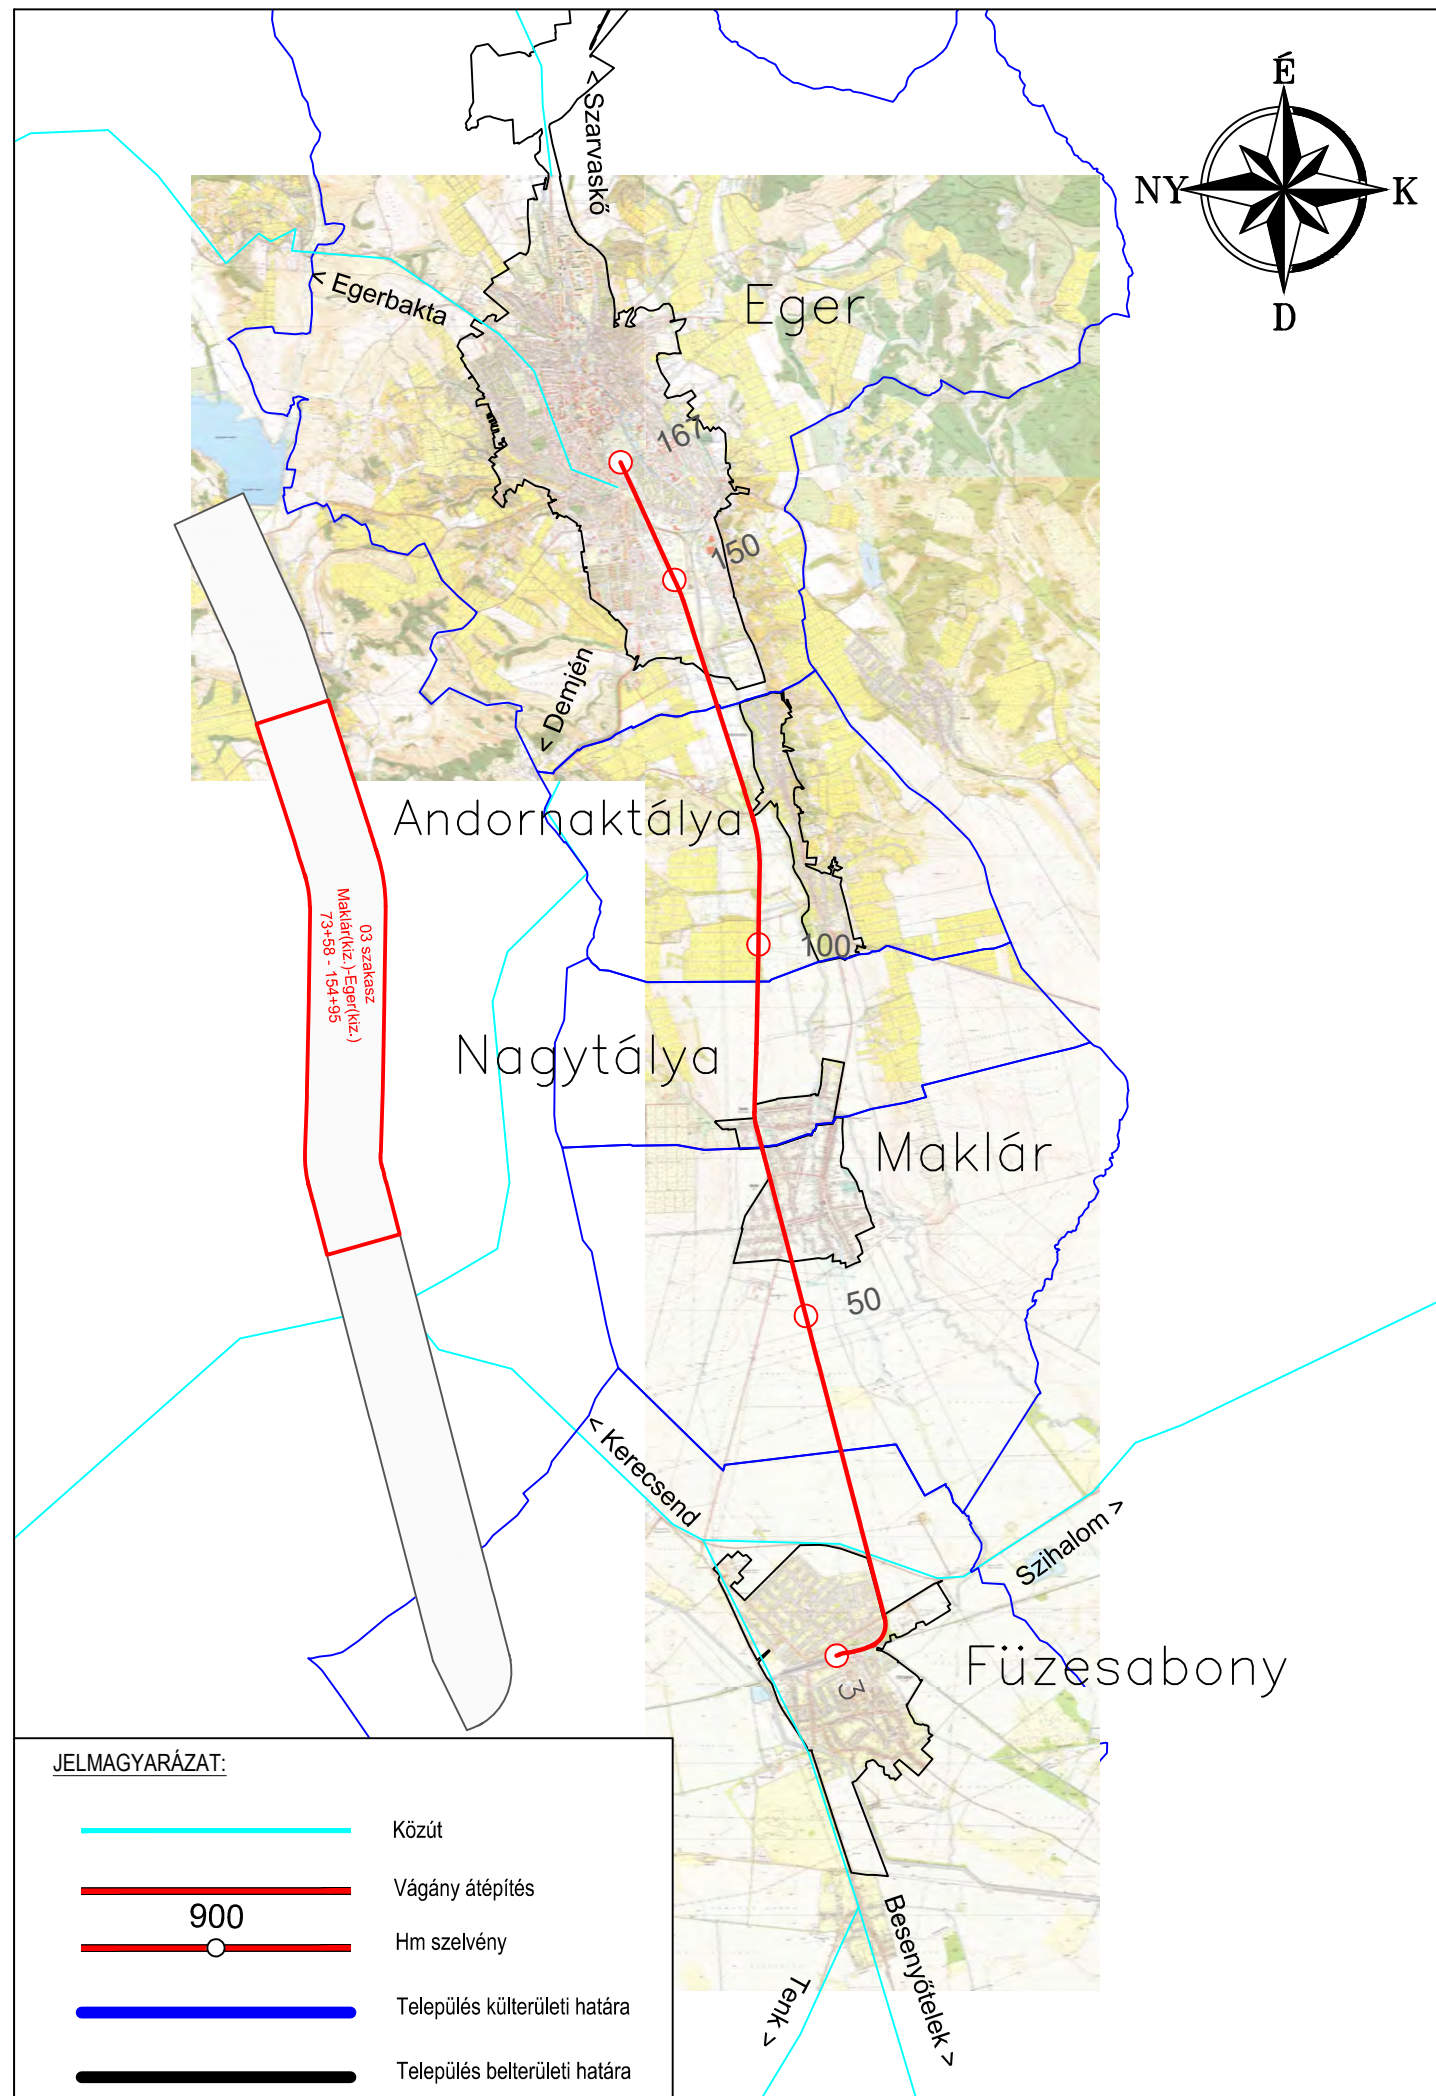 É
NY
K
D
< Szarvaskő
< Egerbakta
Eger
167
150
< Demjén
Andornaktálya
100
03 szakasz
Maklár(kiz.)-Eger(kiz.)
73+58 - 154+95
Nagytálya
Maklár
50
< Kerecsend
Szihalom >
Füzesabony
3
Besenyőtelek >
Tenk >
JELMAGYARÁZAT:
Közút
Vágány átépítés
900
Hm szelvény
Település külterületi határa
Település belterületi határa